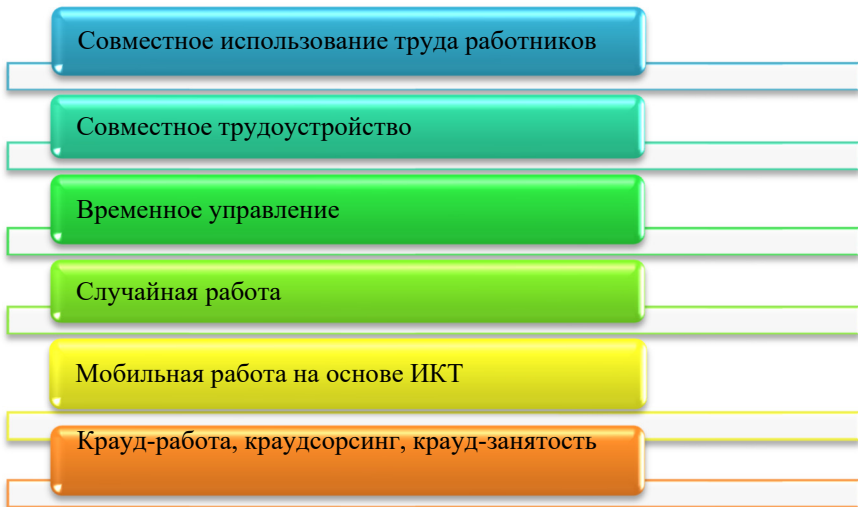 Совместное использование труда работников
Совместное трудоустройство
Временное управление
Случайная работа
Мобильная работа на основе ИКТ
Крауд-работа, краудсорсинг, крауд-занятость